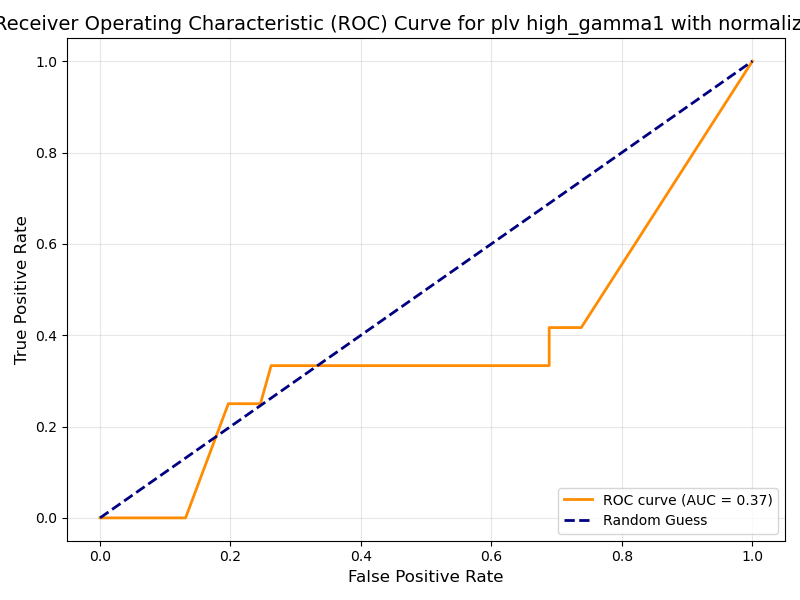 Receiver Operating Characteristic (ROC) Curve for plv high_gamma1 with normaliz
1.0
0.8
0.6
0.4
0.2
0.0
True Positive Rate
0.0 0.2 0.4 0.6 0.8 1.0
False Positive Rate
ROC curve (AUC = 0.37)
Random Guess